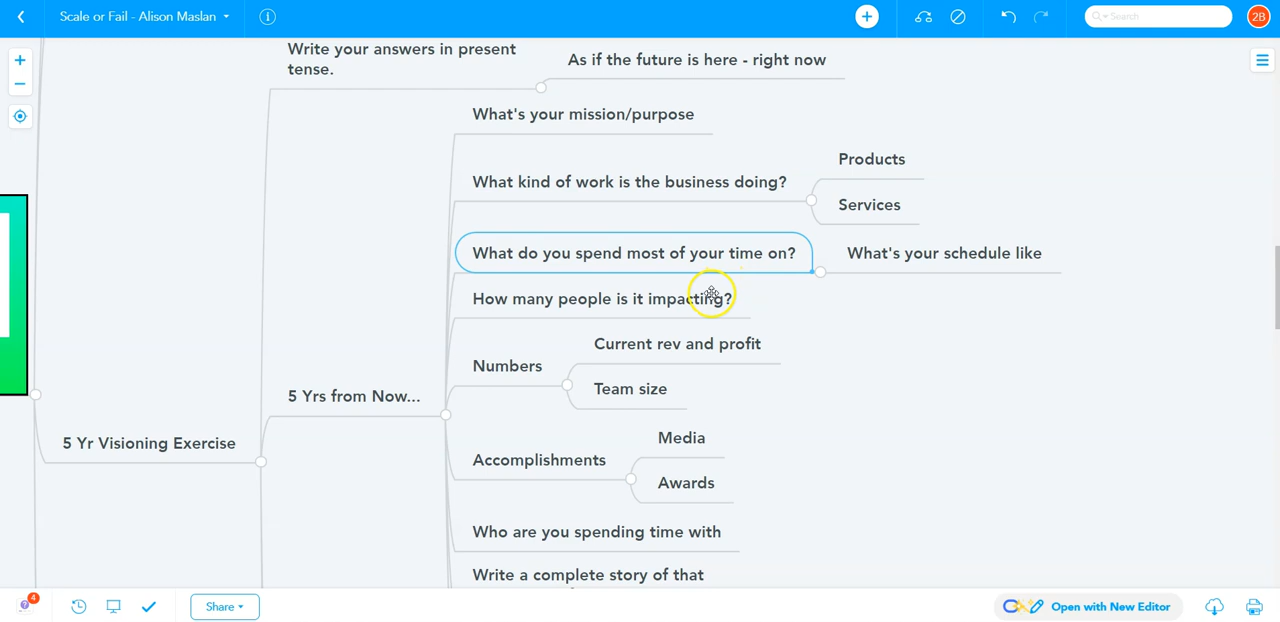 Scale or Fail - Alison Maslan
Search
2B
Write your answers in present
tense.
As if the future is here - right now
What's your mission/purpose
What kind of work is the business doing?
Products
Services
What do you spend most of your time on?
What's your schedule like
How many people is it impacting?
Numbers
Current rev and profit
Team size
5 Yrs from Now...
5 Yr Visioning Exercise
Accomplishments
Media
Awards
Who are you spending time with
Write a complete story of that
4
Share
Open with New Editor